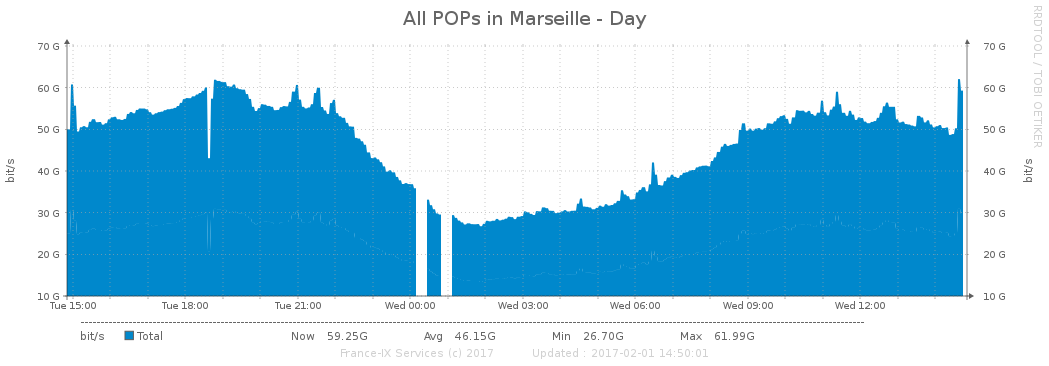 All POPs in Marseille - Day
RRDTOOL / TOBI OETIKER
70 G 70 G
60 G 60 G
50 G 50 G
40 G 40 G
30 G 30 G
20 G 20 G
10 G 10 G
bit/s bit/s
Tue 15:00 Tue 18:00 Tue 21:00 Wed 00:00 Wed 03:00 Wed 06:00 Wed 09:00 Wed 12:00
bit/s Total Now 59.25G Avg 46.15G Min 26.70G Max 61.99G
France-IX Services (c) 2017 Updated : 2017-02-01 14:50:01